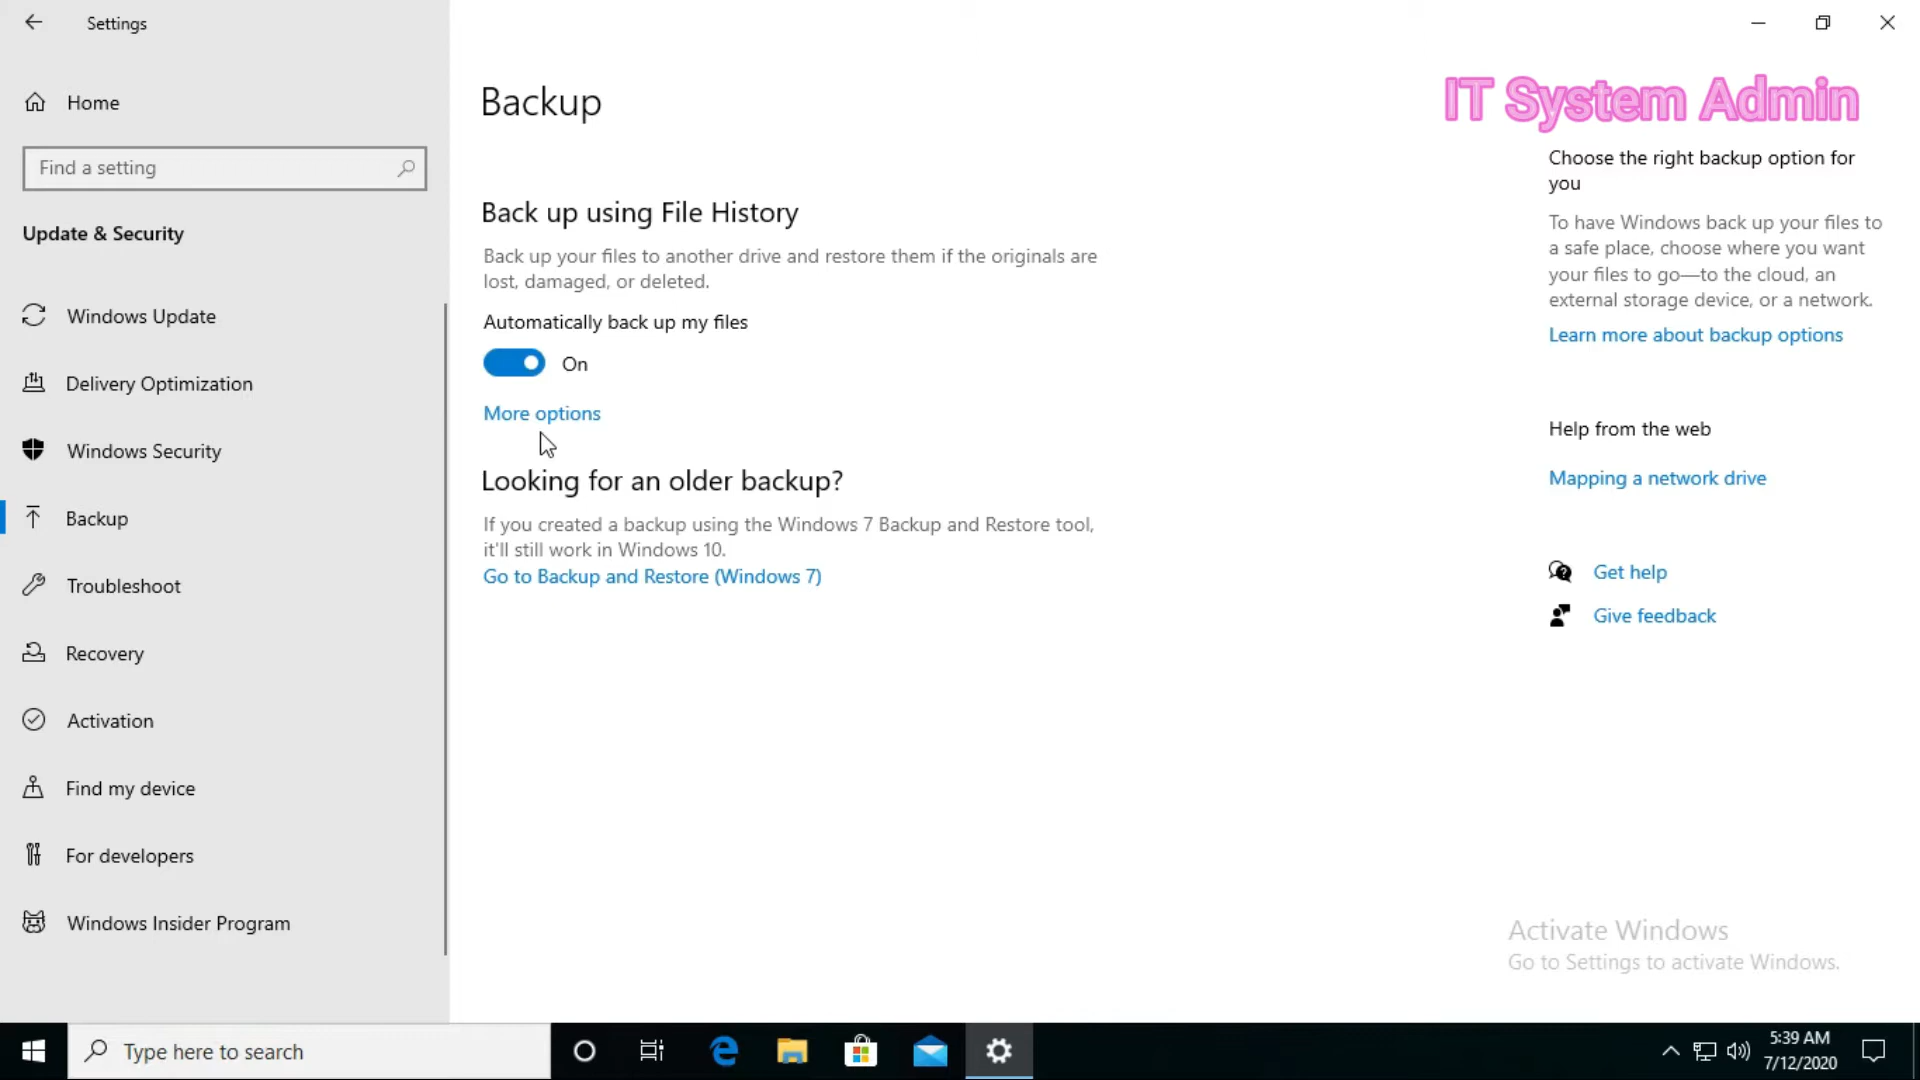 Settings
Home
Find a setting
Update & Security
Windows Update
Delivery Optimization
Windows Security
Backup
Troubleshoot
Recovery
Activation
Find my device
For developers
Windows Insider Program
Backup
Back up using File History
Back up your files to another drive and restore them if the originals are
lost, damaged, or deleted.
Automatically back up my files
On
More options
Looking for an older backup?
If you created a backup using the Windows 7 Backup and Restore tool,
it'll still work in Windows 10.
Go to Backup and Restore (Windows 7)
IT System Admin
Choose the right backup option for
you
To have Windows back up your files to
a safe place, choose where you want
your files to go—to the cloud, an
external storage device, or a network.
Learn more about backup options
Help from the web
Mapping a network drive
Get help
Give feedback
Activate Windows
Go to Settings to activate Windows.
Type here to search
5:39 AM
7/12/2020